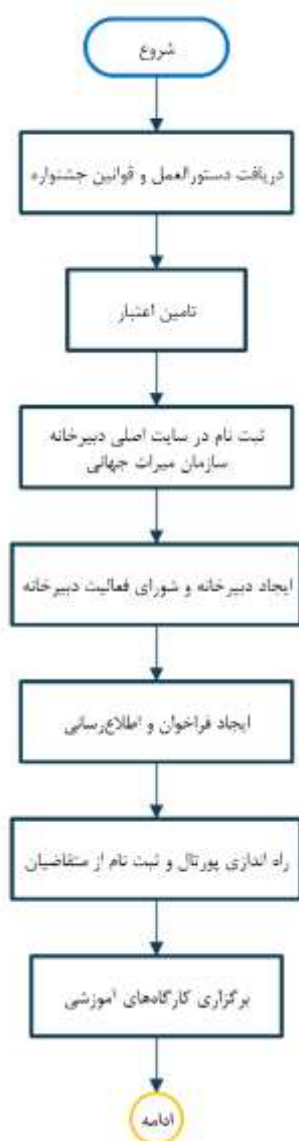 شروع
دریافت دستورالعمل و قوانین جشنواره
تامین اعتبار
ثبت نام در سایت اصلی دبیرخانه
سازمان میراث جهانی
ایجاد دبیرخانه و شورای فعالیت دبیرخانه
ایجاد فراخوان و اطلاع‌رسانی
راه اندازی پورتال و ثبت نام از متقاضیان
برگزاری کارگاه‌های آموزشی
ادامه